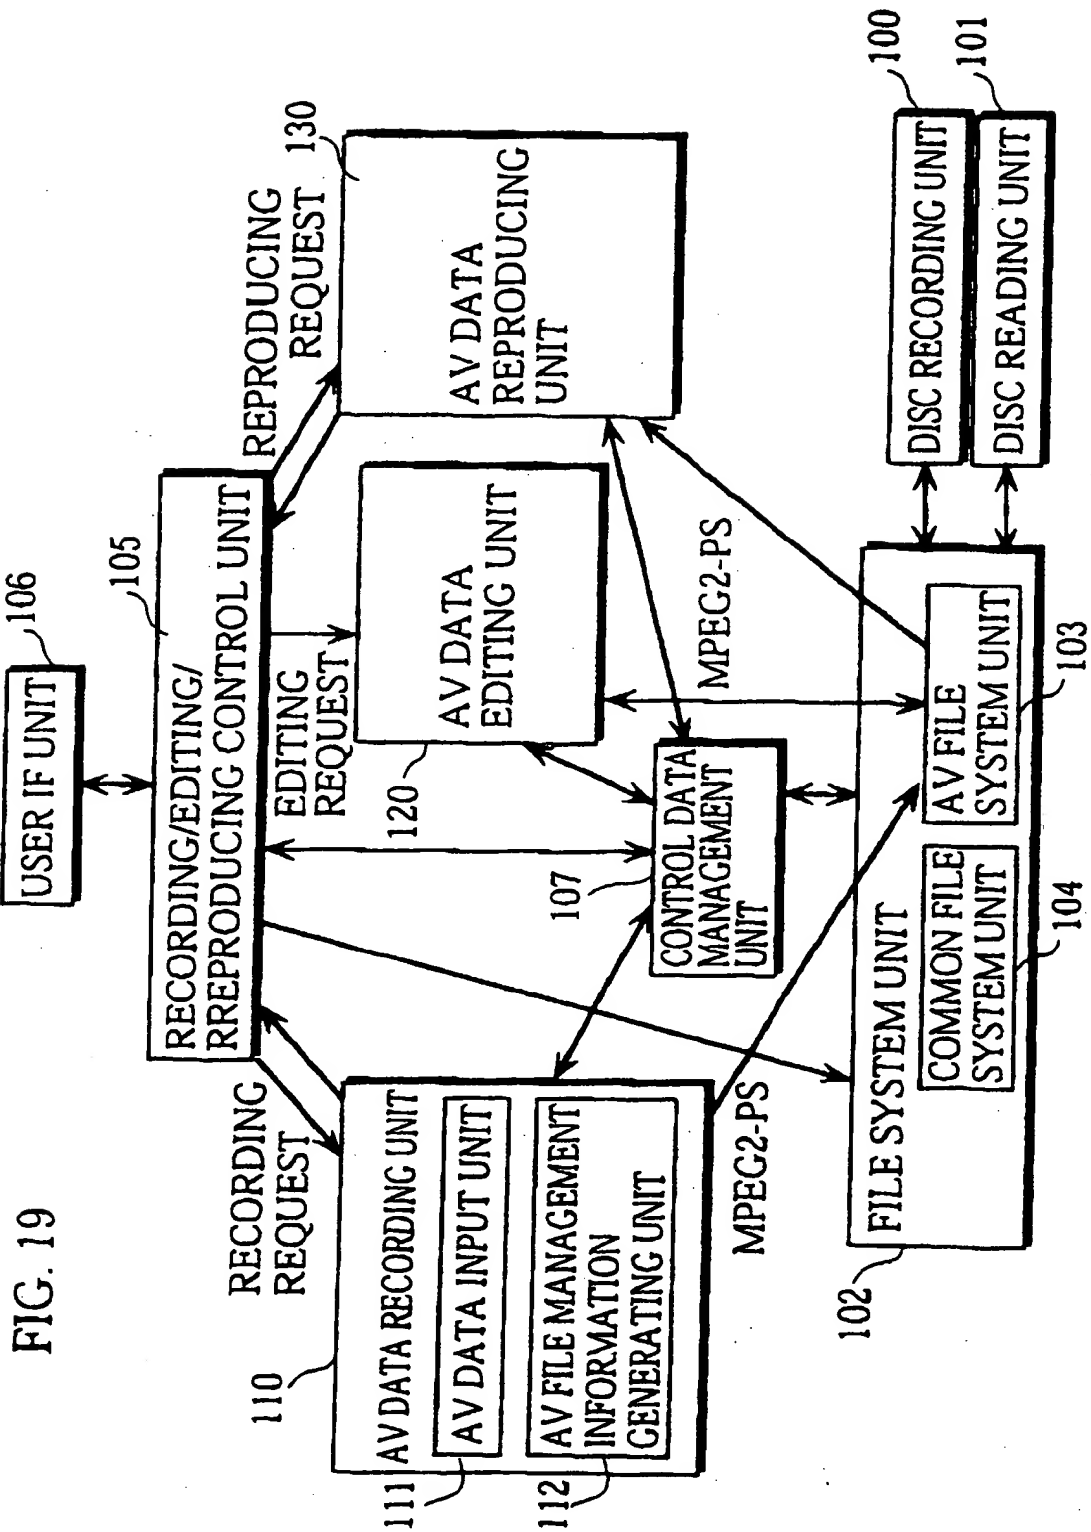 FIG. 19
USER IF UNIT
106
RECORDING/EDITING/
RREPRODUCING CONTROL UNIT
105
RECORDING
REQUEST
EDITING
REQUEST
REPRODUCING
REQUEST
110
AV DATA RECORDING UNIT
AV DATA INPUT UNIT
111
AV FILE MANAGEMENT
INFORMATION
GENERATING UNIT
112
120
AV DATA
EDITING UNIT
130
AV DATA
REPRODUCING
UNIT
107
CONTROL DATA
MANAGEMENT
UNIT
MPEG2-PS
MPEG2-PS
102
FILE SYSTEM UNIT
COMMON FILE
SYSTEM UNIT
104
AV FILE
SYSTEM UNIT
103
DISC RECORDING UNIT
100
DISC READING UNIT
101